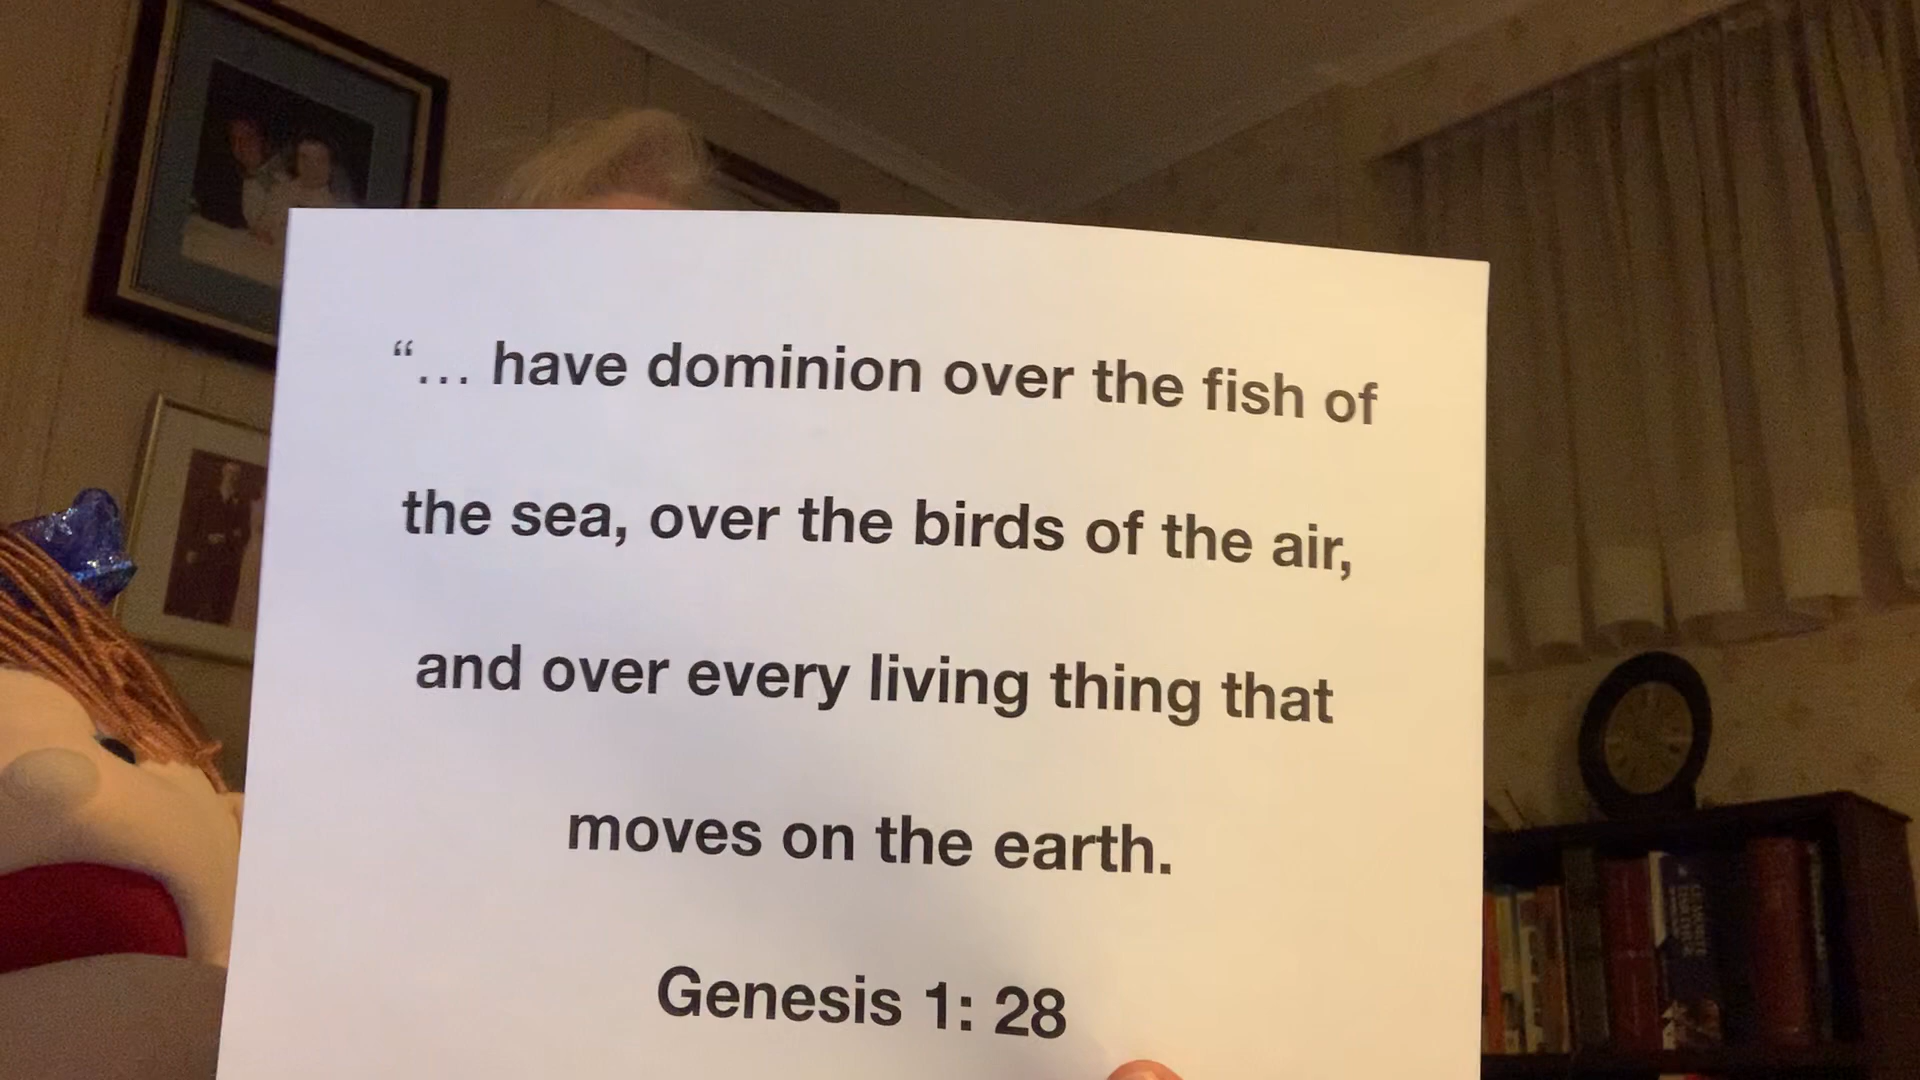 “... have dominion over the fish of
the sea, over the birds of the air,
and over every living thing that
moves on the earth.
Genesis 1: 28